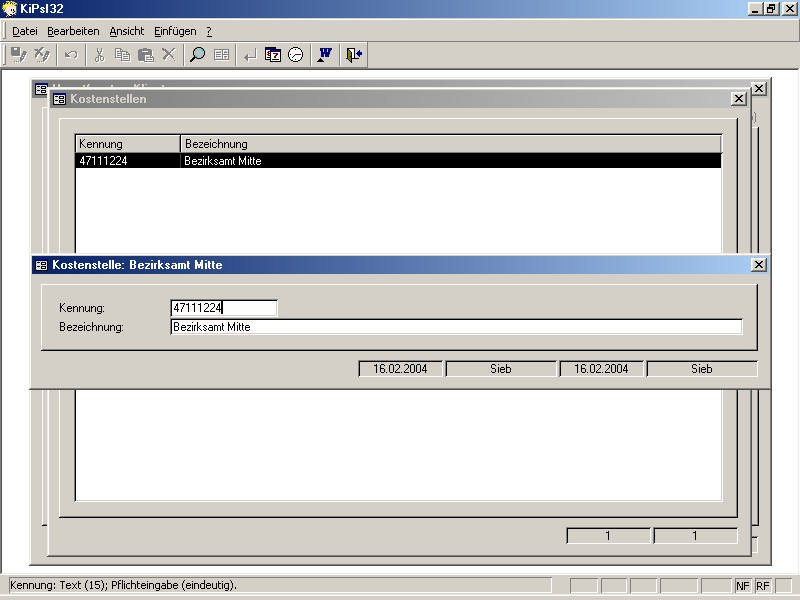 KiPsI32
Datei Bearbeiten Ansicht Einfügen ?
Kostenstellen
Kennung Bezeichnung
47111224 Bezirksamt Mitte
Kostenstelle: Bezirksamt Mitte
Kennung: 47111224
Bezeichnung: Bezirksamt Mitte
16.02.2004 Sieb 16.02.2004 Sieb
1 1
Kennung: Text (15); Pflichteingabe (eindeutig). NF RF